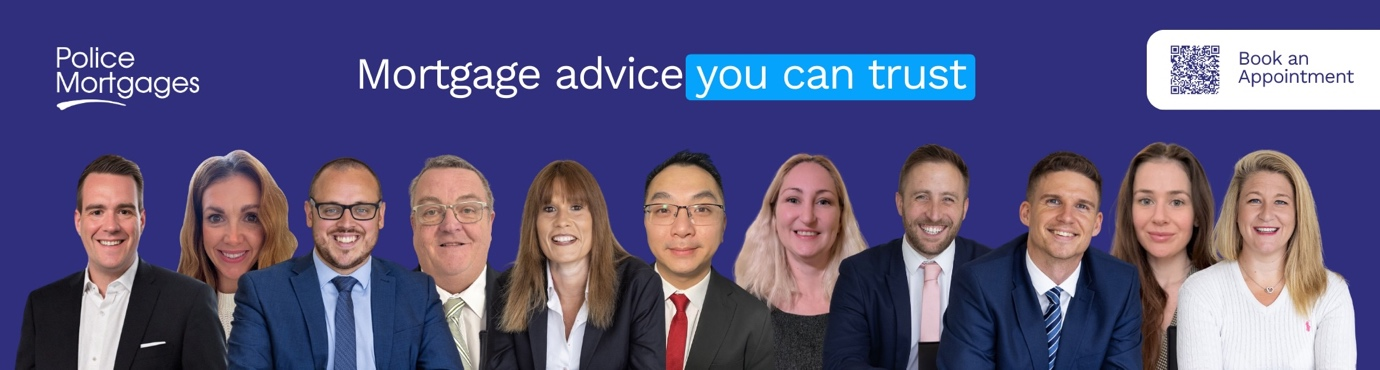 Police
Mortgages
Mortgage advice you can trust
Book an
Appointment